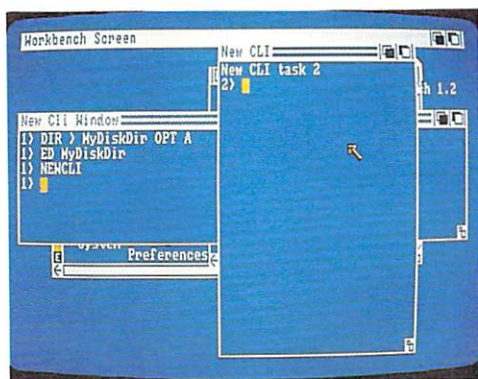 Workbench Screen
New CLI
New CLI task 2
2>
h 1.2
New Cli Window
1> DIR > MyDiskDir OPT A
1> ED MyDiskDir
1> NEWCLI
1>
System
Preferences